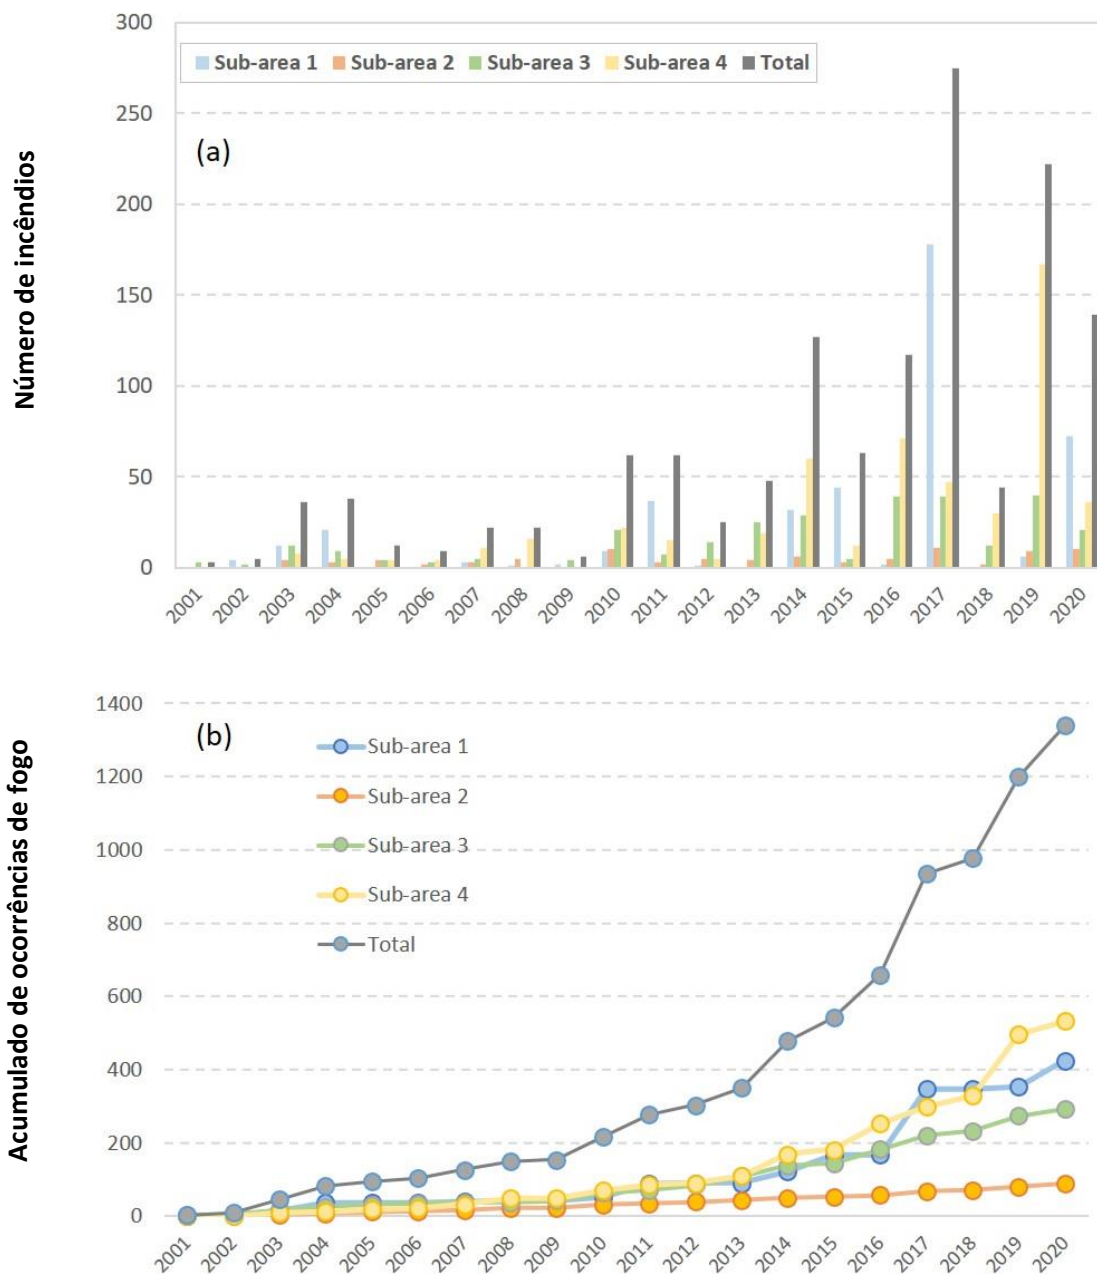 Número de incêndios
300
250
200
150
100
50
0
Sub-area 1 Sub-area 2 Sub-area 3 Sub-area 4 Total
(a)
2001 2002 2003 2004 2005 2006 2007 2008 2009 2010 2011 2012 2013 2014 2015 2016 2017 2018 2019 2020
Acumulado de ocorrências de fogo
1400
1200
1000
800
600
400
200
0
(b)
Sub-area 1
Sub-area 2
Sub-area 3
Sub-area 4
Total
2001 2002 2003 2004 2005 2006 2007 2008 2009 2010 2011 2012 2013 2014 2015 2016 2017 2018 2019 2020